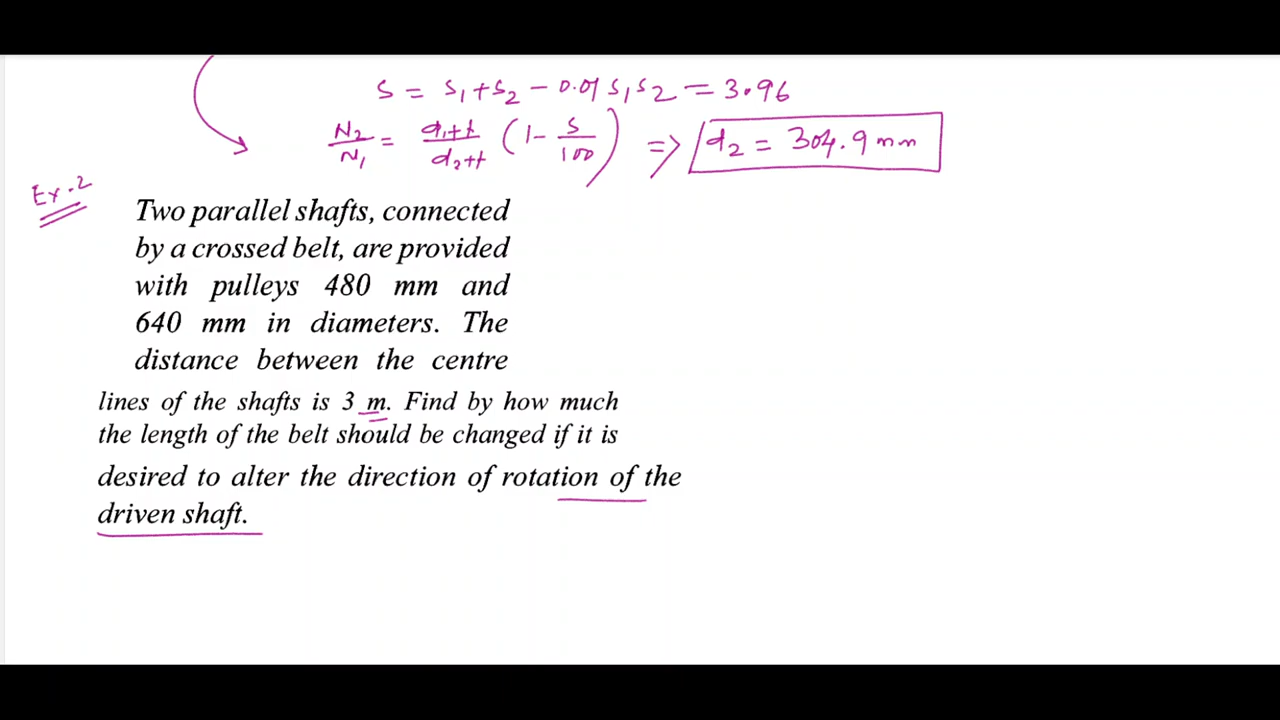 S = S1 + S2 - 0.01 S1 S2 = 3.96
N2/N1 = (d1+t)/(d2+t) (1 - S/100) => d2 = 304.9 mm
Ex.2
Two parallel shafts, connected
by a crossed belt, are provided
with pulleys 480 mm and
640 mm in diameters. The
distance between the centre
lines of the shafts is 3 m. Find by how much
the length of the belt should be changed if it is
desired to alter the direction of rotation of the
driven shaft.